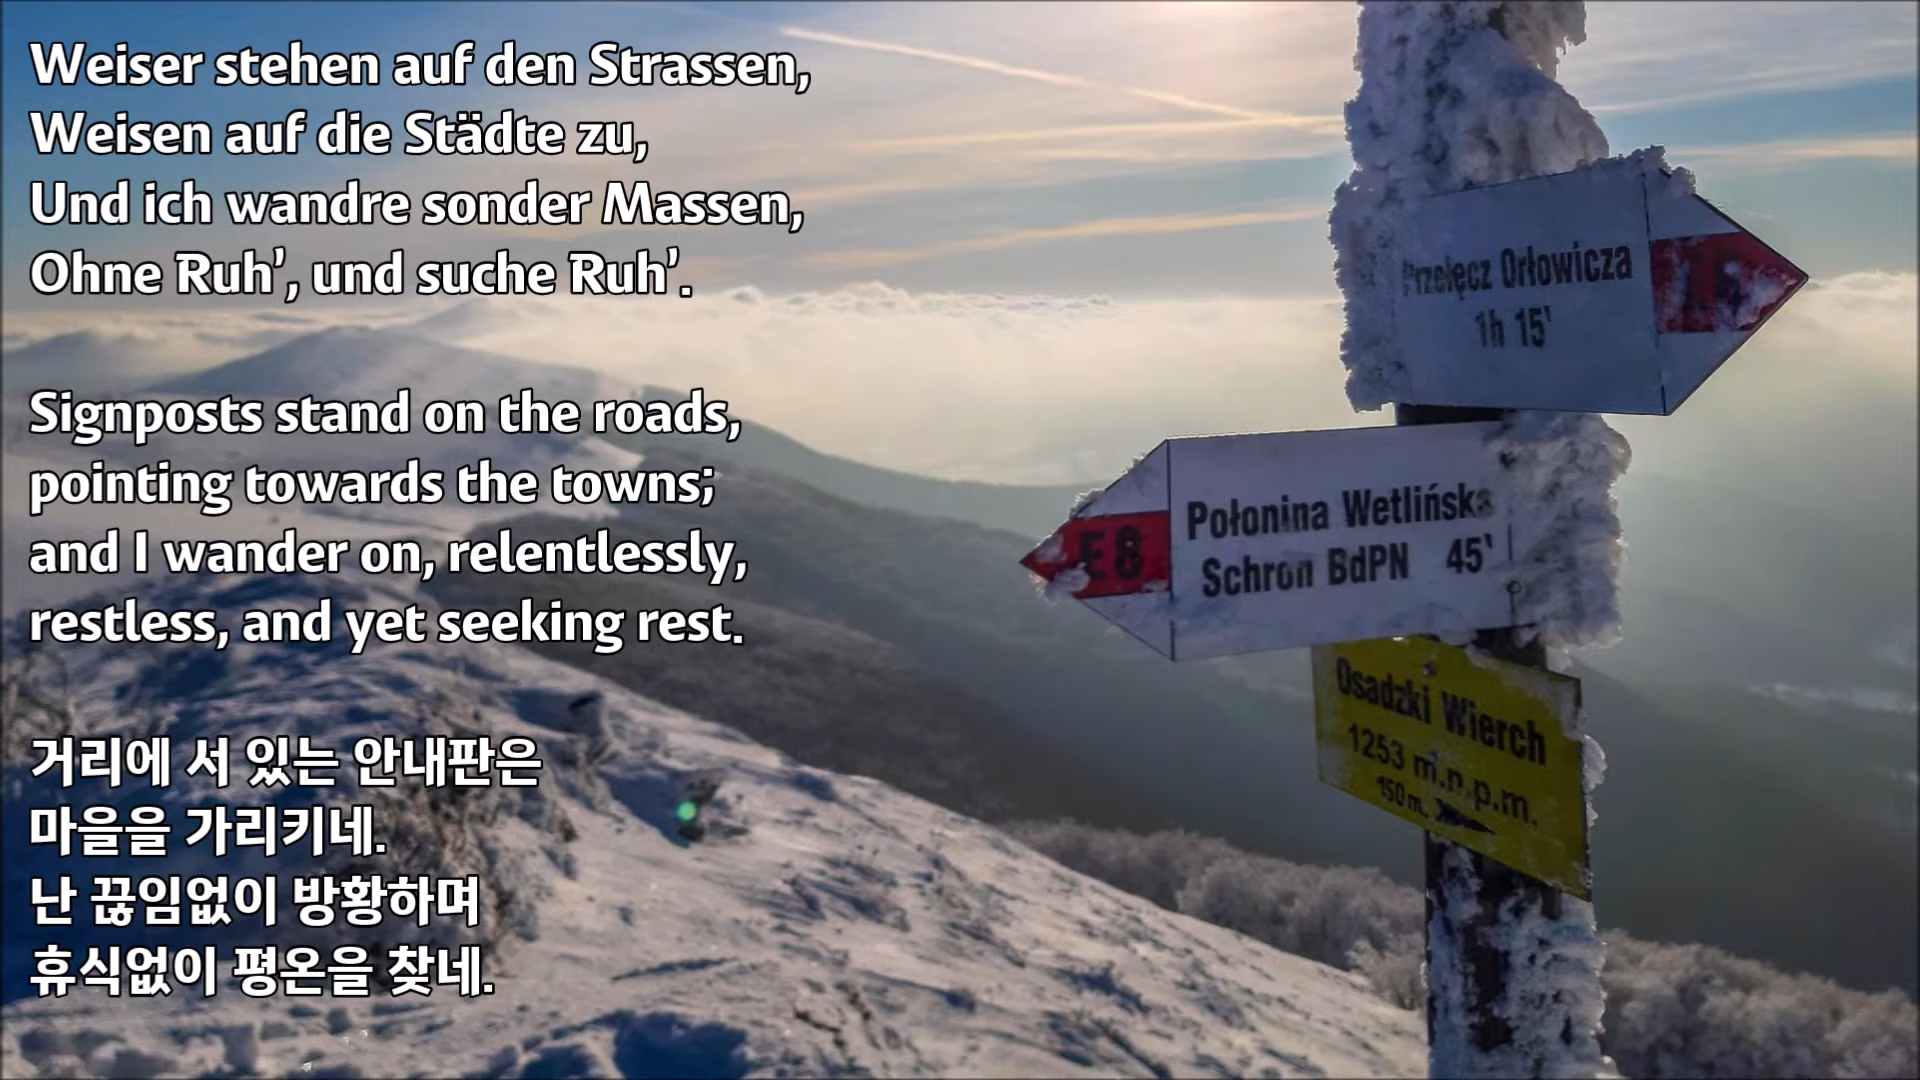 Weiser stehen auf den Strassen,
Weisen auf die Städte zu,
Und ich wandre sonder Massen,
Ohne Ruh’, und suche Ruh’.
Signposts stand on the roads,
pointing towards the towns;
and I wander on, relentlessly,
restless, and yet seeking rest.
거리에 서 있는 안내판은
마을을 가리키네.
난 끊임없이 방황하며
휴식없이 평온을 찾네.
Przełęcz Orłowicza
1h 15'
E8
Połonina Wetlińska
Schron BdPN 45'
Osadzki Wierch
1253 m.n.p.m.
150m.